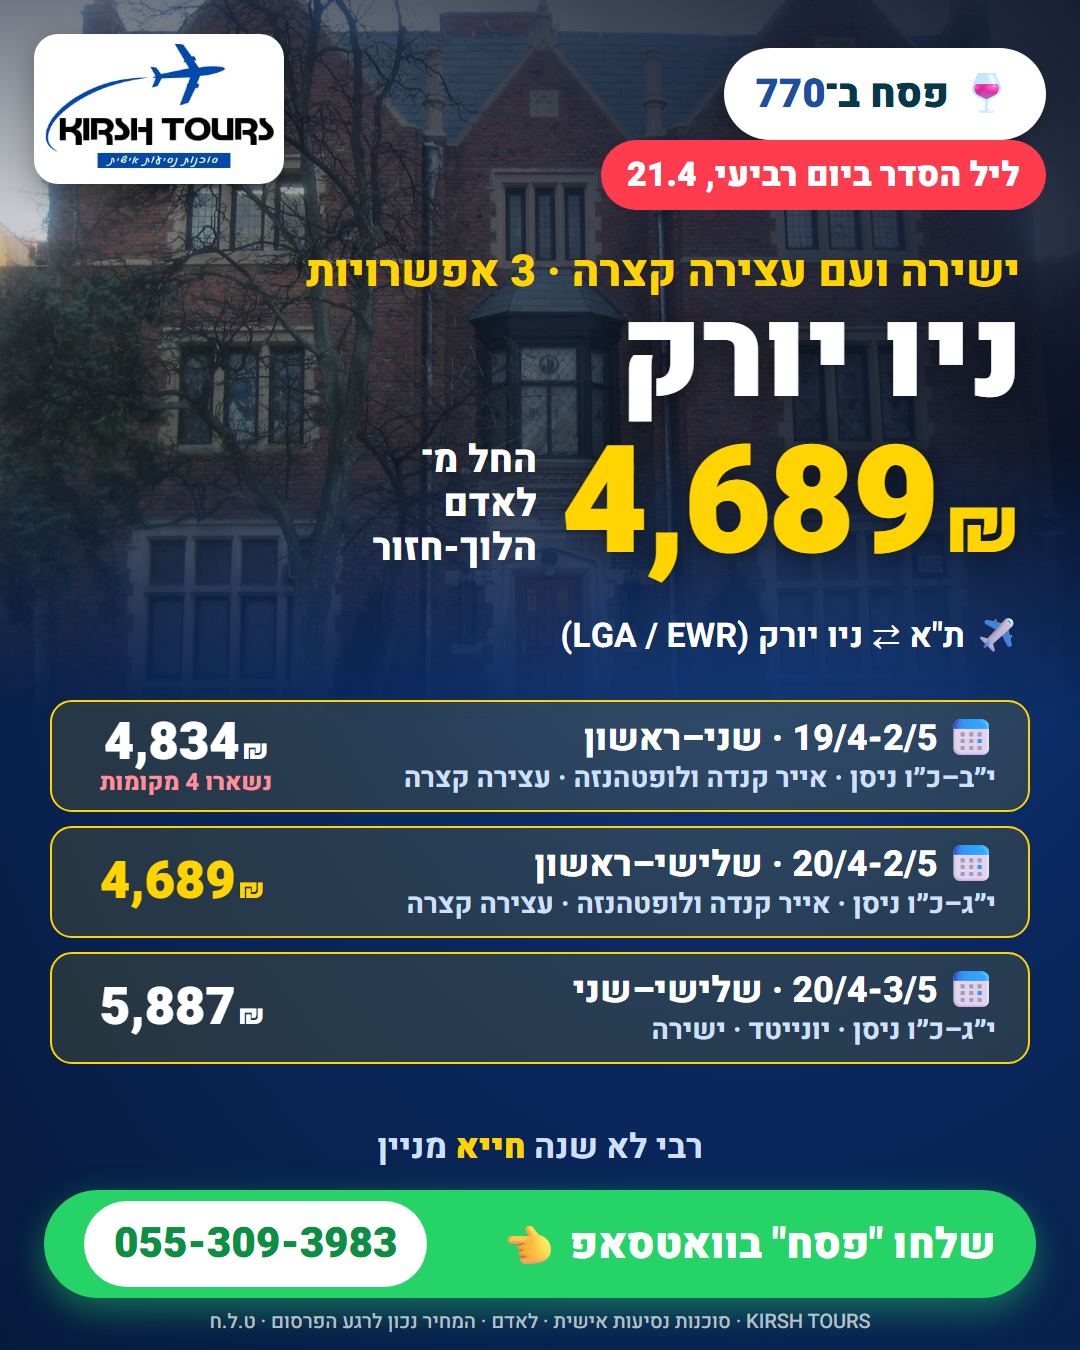 KIRSH TOURS
סוכנות נסיעות אישית
פסח ב־770
ליל הסדר ביום רביעי, 21.4
ישירה ועם עצירה קצרה · 3 אפשרויות
ניו יורק
₪4,689
החל מ־
לאדם
הלוך-חזור
ת"א ⇄ ניו יורק (LGA / EWR)
19/4-2/5 · שני–ראשון
י״ב–כ״ו ניסן · אייר קנדה ולופטהנזה · עצירה קצרה
₪4,834
נשארו 4 מקומות
20/4-2/5 · שלישי–ראשון
י״ג–כ״ו ניסן · אייר קנדה ולופטהנזה · עצירה קצרה
₪4,689
20/4-3/5 · שלישי–שני
י״ג–כ״ו ניסן · יונייטד · ישירה
₪5,887
רבי לא שנה חייא מניין
שלחו "פסח" בוואטסאפ
055-309-3983
KIRSH TOURS · סוכנות נסיעות אישית · לאדם · המחיר נכון לרגע הפרסום · ט.ל.ח